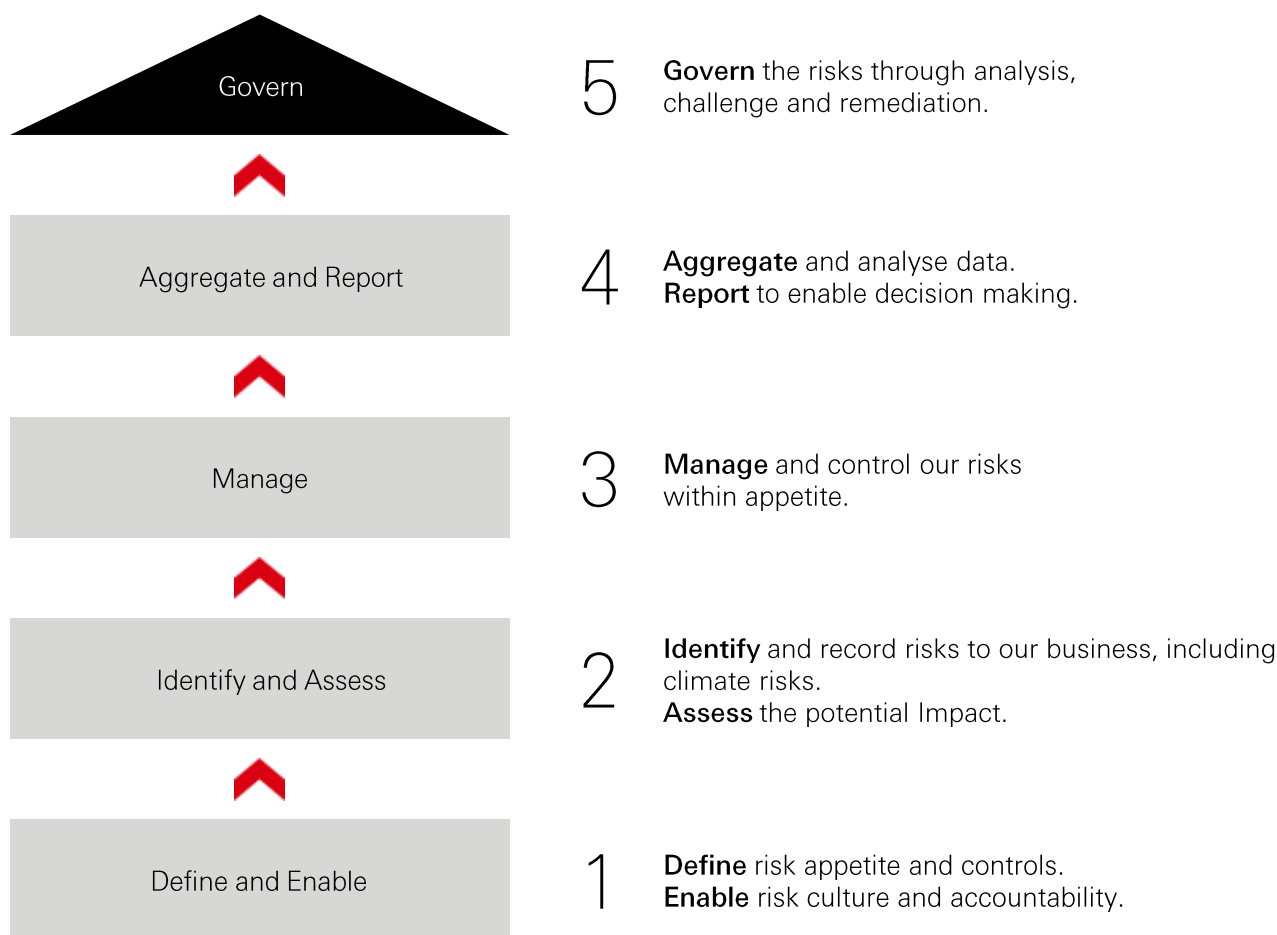 Govern
5
Govern the risks through analysis,
challenge and remediation.
Aggregate and Report
4
Aggregate and analyse data.
Report to enable decision making.
Manage
3
Manage and control our risks
within appetite.
Identify and Assess
2
Identify and record risks to our business, including
climate risks.
Assess the potential Impact.
Define and Enable
1
Define risk appetite and controls.
Enable risk culture and accountability.